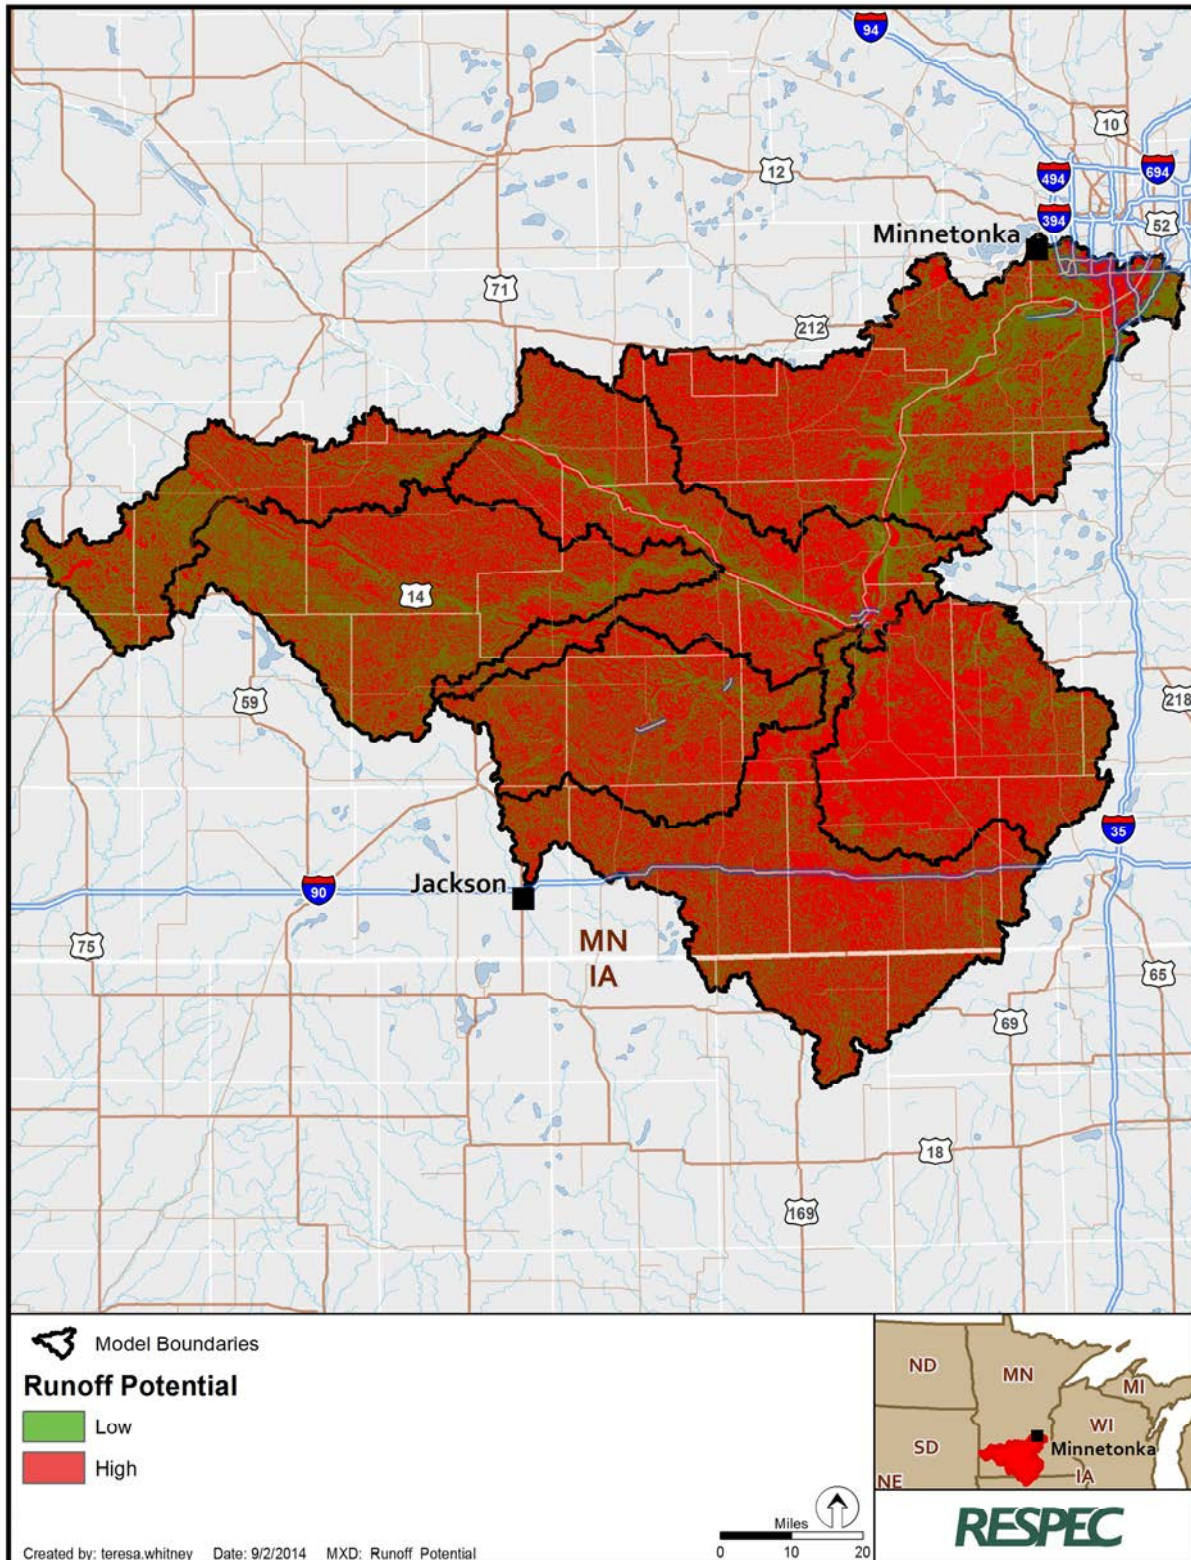 94
10
12
494
694
394
52
Minnetonka
71
212
14
59
218
35
Jackson
90
MN
IA
75
65
69
18
169
Model Boundaries
Runoff Potential
Low
High
Miles
0 10 20
Created by: teresa.whitney Date: 9/2/2014 MXD: Runoff_Potential
ND
MN
MI
WI
SD
Minnetonka
NE
IA
RESPEC